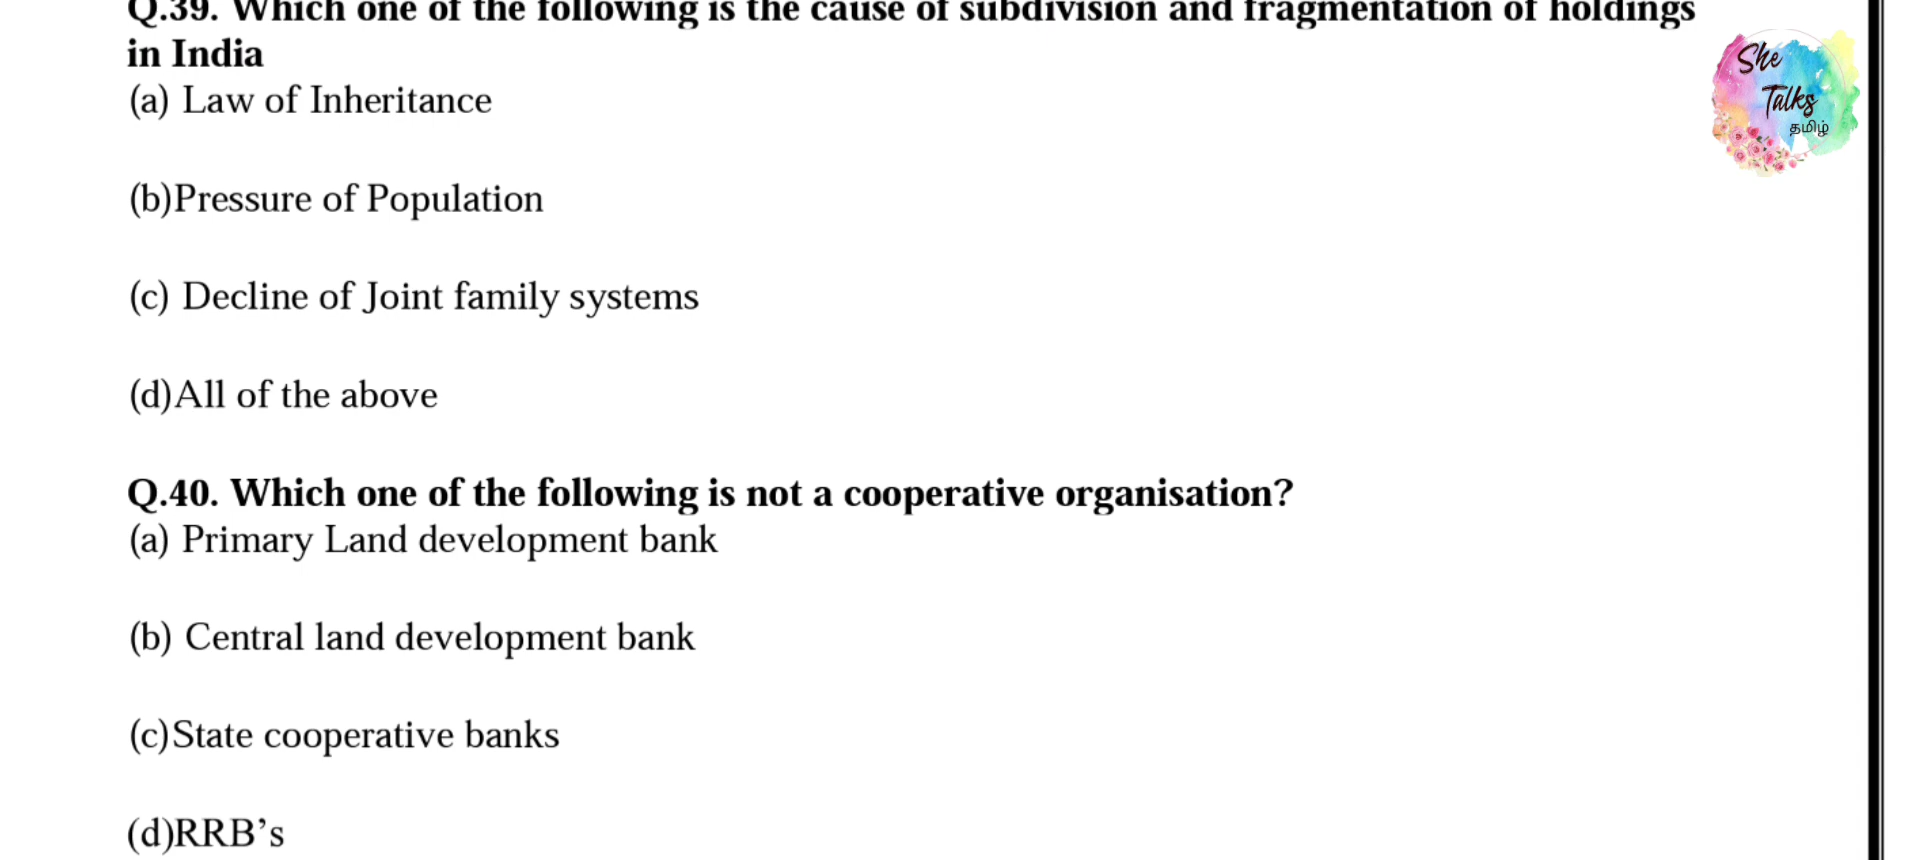 Q.39. Which one of the following is the cause of subdivision and fragmentation of holdings
in India
(a) Law of Inheritance
(b)Pressure of Population
(c) Decline of Joint family systems
(d)All of the above
Q.40. Which one of the following is not a cooperative organisation?
(a) Primary Land development bank
(b) Central land development bank
(c)State cooperative banks
(d)RRB’s
She
Talks
தமிழ்